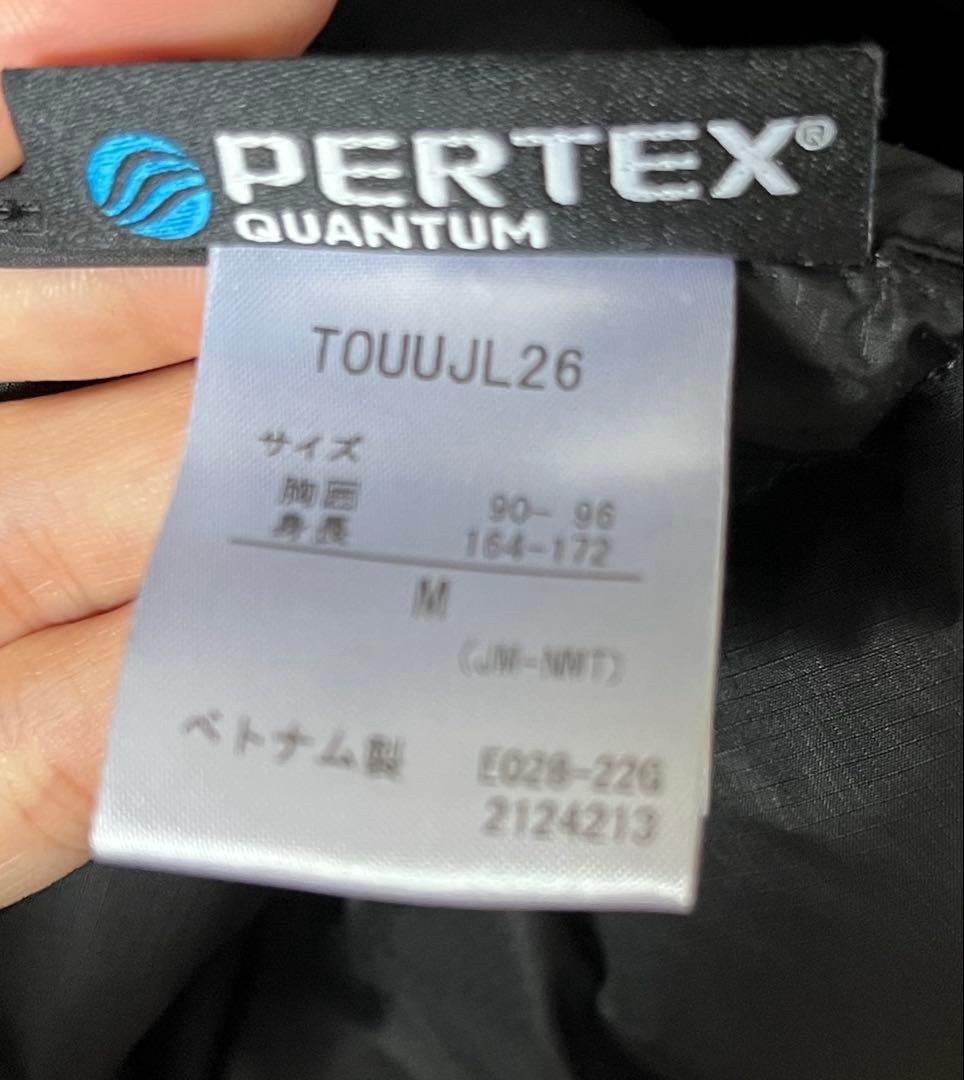 PERTEX®
QUANTUM
TOUUJL26
サイズ
胸囲 90- 96
身長 164-172
M
(JM-NMT)
ベトナム製 E028-22G
2124213